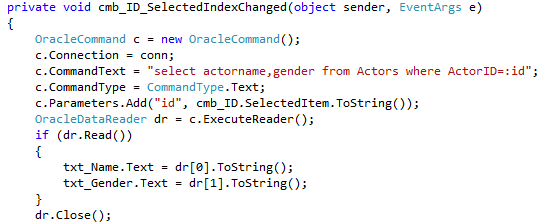 private void cmb_ID_SelectedIndexChanged(object sender, EventArgs e)
{
OracleCommand c = new OracleCommand();
c.Connection = conn;
c.CommandText = "select actorname,gender from Actors where ActorID=:id";
c.CommandType = CommandType.Text;
c.Parameters.Add("id", cmb_ID.SelectedItem.ToString());
OracleDataReader dr = c.ExecuteReader();
if (dr.Read())
{
txt_Name.Text = dr[0].ToString();
txt_Gender.Text = dr[1].ToString();
}
dr.Close();